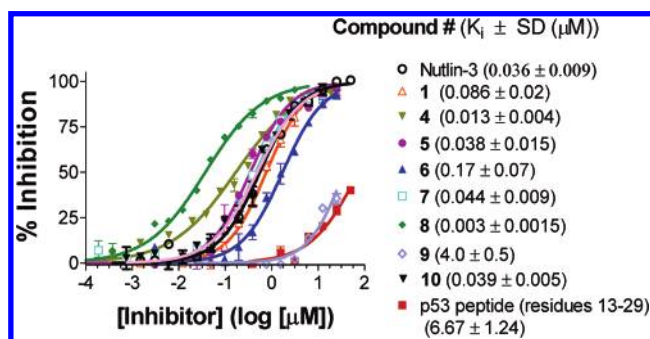 Compound # (Ki ± SD (μM))
100
75
50
25
0
% Inhibition
-4 -3 -2 -1 0 1 2
[Inhibitor] (log [μM])
Nutlin-3 (0.036 ± 0.009)
1 (0.086 ± 0.02)
4 (0.013 ± 0.004)
5 (0.038 ± 0.015)
6 (0.17 ± 0.07)
7 (0.044 ± 0.009)
8 (0.003 ± 0.0015)
9 (4.0 ± 0.5)
10 (0.039 ± 0.005)
p53 peptide (residues 13-29)
(6.67 ± 1.24)